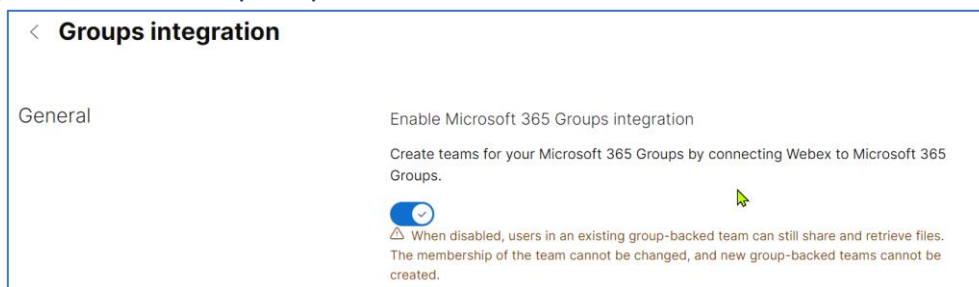 Groups integration
General
Enable Microsoft 365 Groups integration
Create teams for your Microsoft 365 Groups by connecting Webex to Microsoft 365
Groups.
When disabled, users in an existing group-backed team can still share and retrieve files.
The membership of the team cannot be changed, and new group-backed teams cannot be
created.